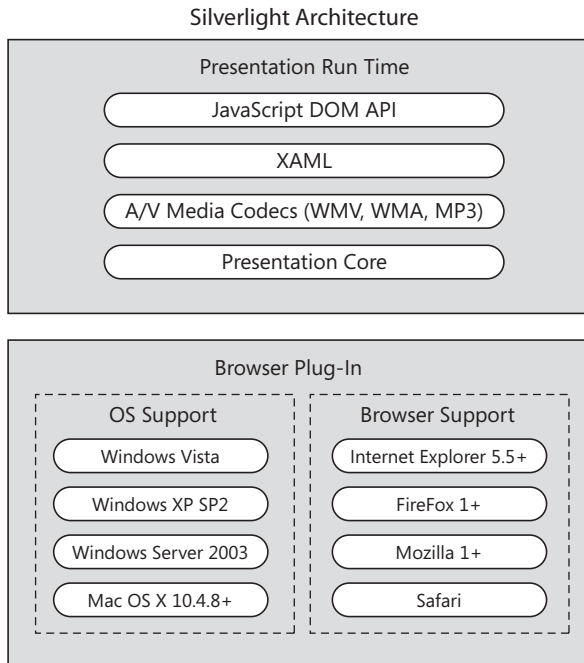 Silverlight Architecture
Presentation Run Time
JavaScript DOM API
XAML
A/V Media Codecs (WMV, WMA, MP3)
Presentation Core
Browser Plug-In
OS Support
Windows Vista
Windows XP SP2
Windows Server 2003
Mac OS X 10.4.8+
Browser Support
Internet Explorer 5.5+
FireFox 1+
Mozilla 1+
Safari